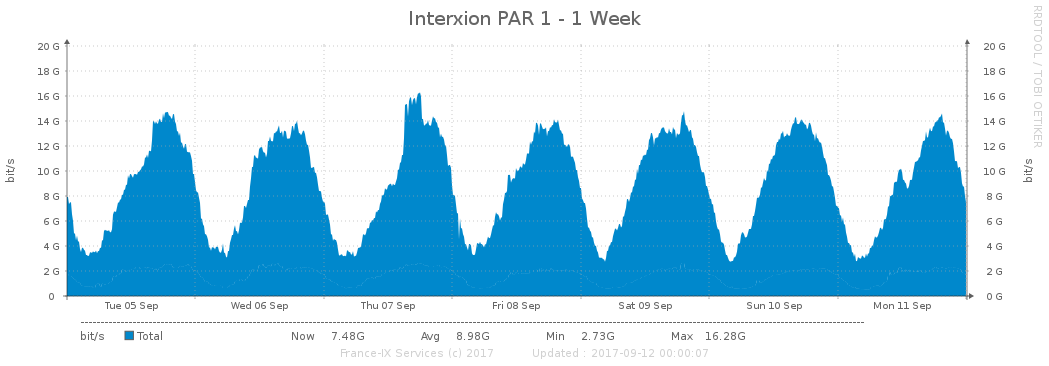 Interxion PAR 1 - 1 Week
RRDTOOL / TOBI OETIKER
20 G 20 G
18 G 18 G
16 G 16 G
14 G 14 G
12 G 12 G
10 G 10 G
8 G 8 G
6 G 6 G
4 G 4 G
2 G 2 G
0 0 G
bit/s bit/s
Tue 05 Sep Wed 06 Sep Thu 07 Sep Fri 08 Sep Sat 09 Sep Sun 10 Sep Mon 11 Sep
bit/s Total Now 7.48G Avg 8.98G Min 2.73G Max 16.28G
France-IX Services (c) 2017 Updated : 2017-09-12 00:00:07